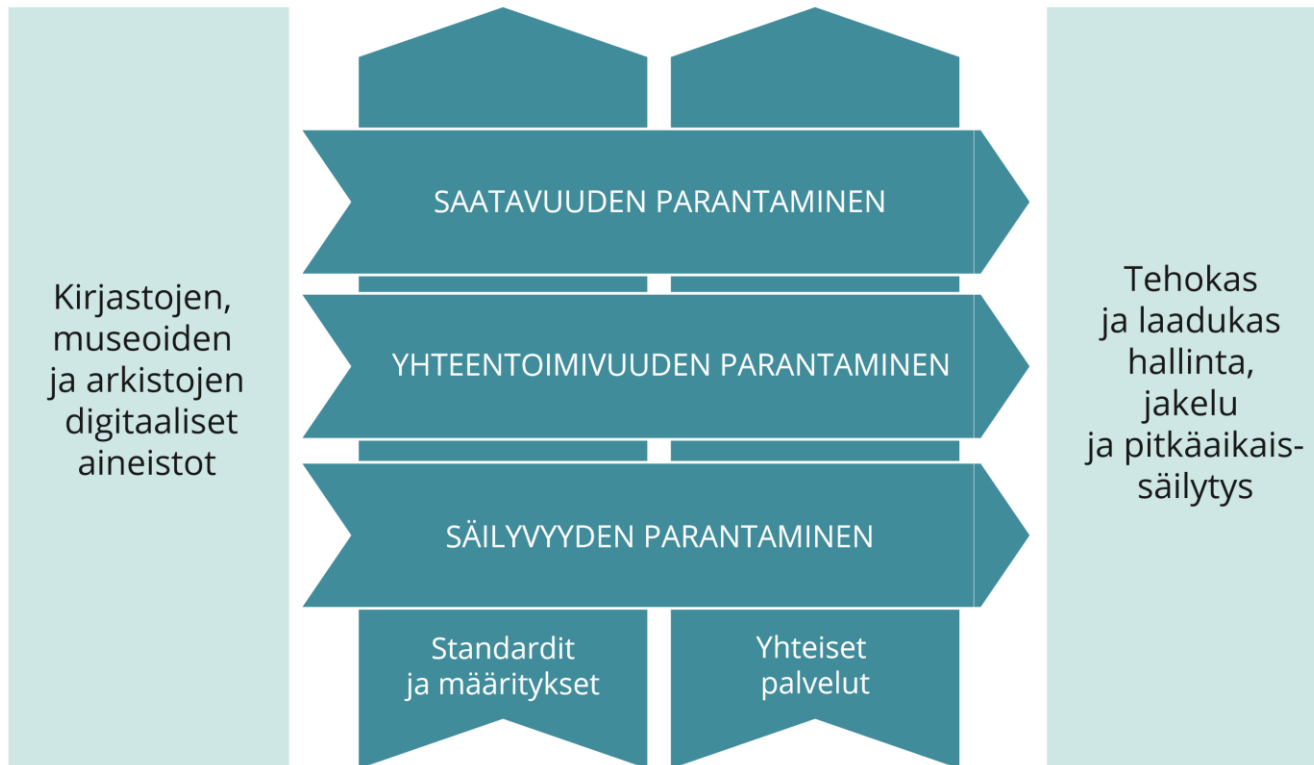 Kirjastojen,
museoiden
ja arkistojen
digitaaliset
aineistot
SAATAVUUDEN PARANTAMINEN
YHTEENTOIMIVUUDEN PARANTAMINEN
SÄILYVYYDEN PARANTAMINEN
Standardit
ja määritykset
Yhteiset
palvelut
Tehokas
ja laadukas
hallinta,
jakelu
ja pitkäaikais-
säilytys